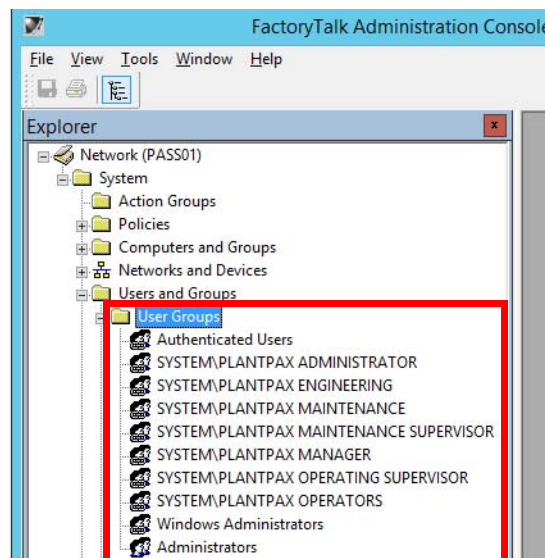 FactoryTalk Administration Console
File View Tools Window Help
Explorer
Network (PASS01)
System
Action Groups
Policies
Computers and Groups
Networks and Devices
Users and Groups
User Groups
Authenticated Users
SYSTEM\PLANTPAX ADMINISTRATOR
SYSTEM\PLANTPAX ENGINEERING
SYSTEM\PLANTPAX MAINTENANCE
SYSTEM\PLANTPAX MAINTENANCE SUPERVISOR
SYSTEM\PLANTPAX MANAGER
SYSTEM\PLANTPAX OPERATING SUPERVISOR
SYSTEM\PLANTPAX OPERATORS
Windows Administrators
Administrators